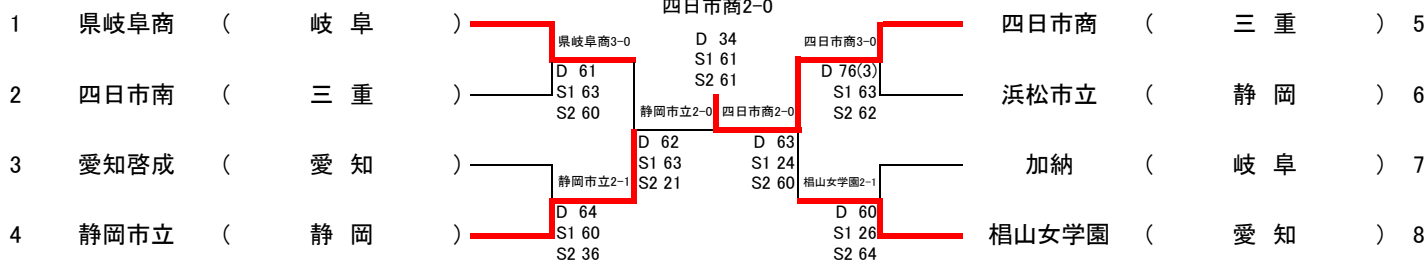 四日市商2-0
1 県岐阜商 ( 岐 阜 ) 四日市商 ( 三 重 ) 5
県岐阜商3-0 D 34 四日市商3-0
S1 61
D 61 S2 61 D 76(3)
S1 63 S1 63
2 四日市南 ( 三 重 ) 浜松市立 ( 静 岡 ) 6
S2 60 静岡市立2-0 四日市商2-0 S2 62
D 62 D 63
3 愛知啓成 ( 愛 知 ) S1 63 S1 24 加納 ( 岐 阜 ) 7
静岡市立2-1 S2 21 S2 60 椙山女学園2-1
D 64 D 60
4 静岡市立 ( 静 岡 ) S1 60 S1 26 椙山女学園 ( 愛 知 ) 8
S2 36 S2 64